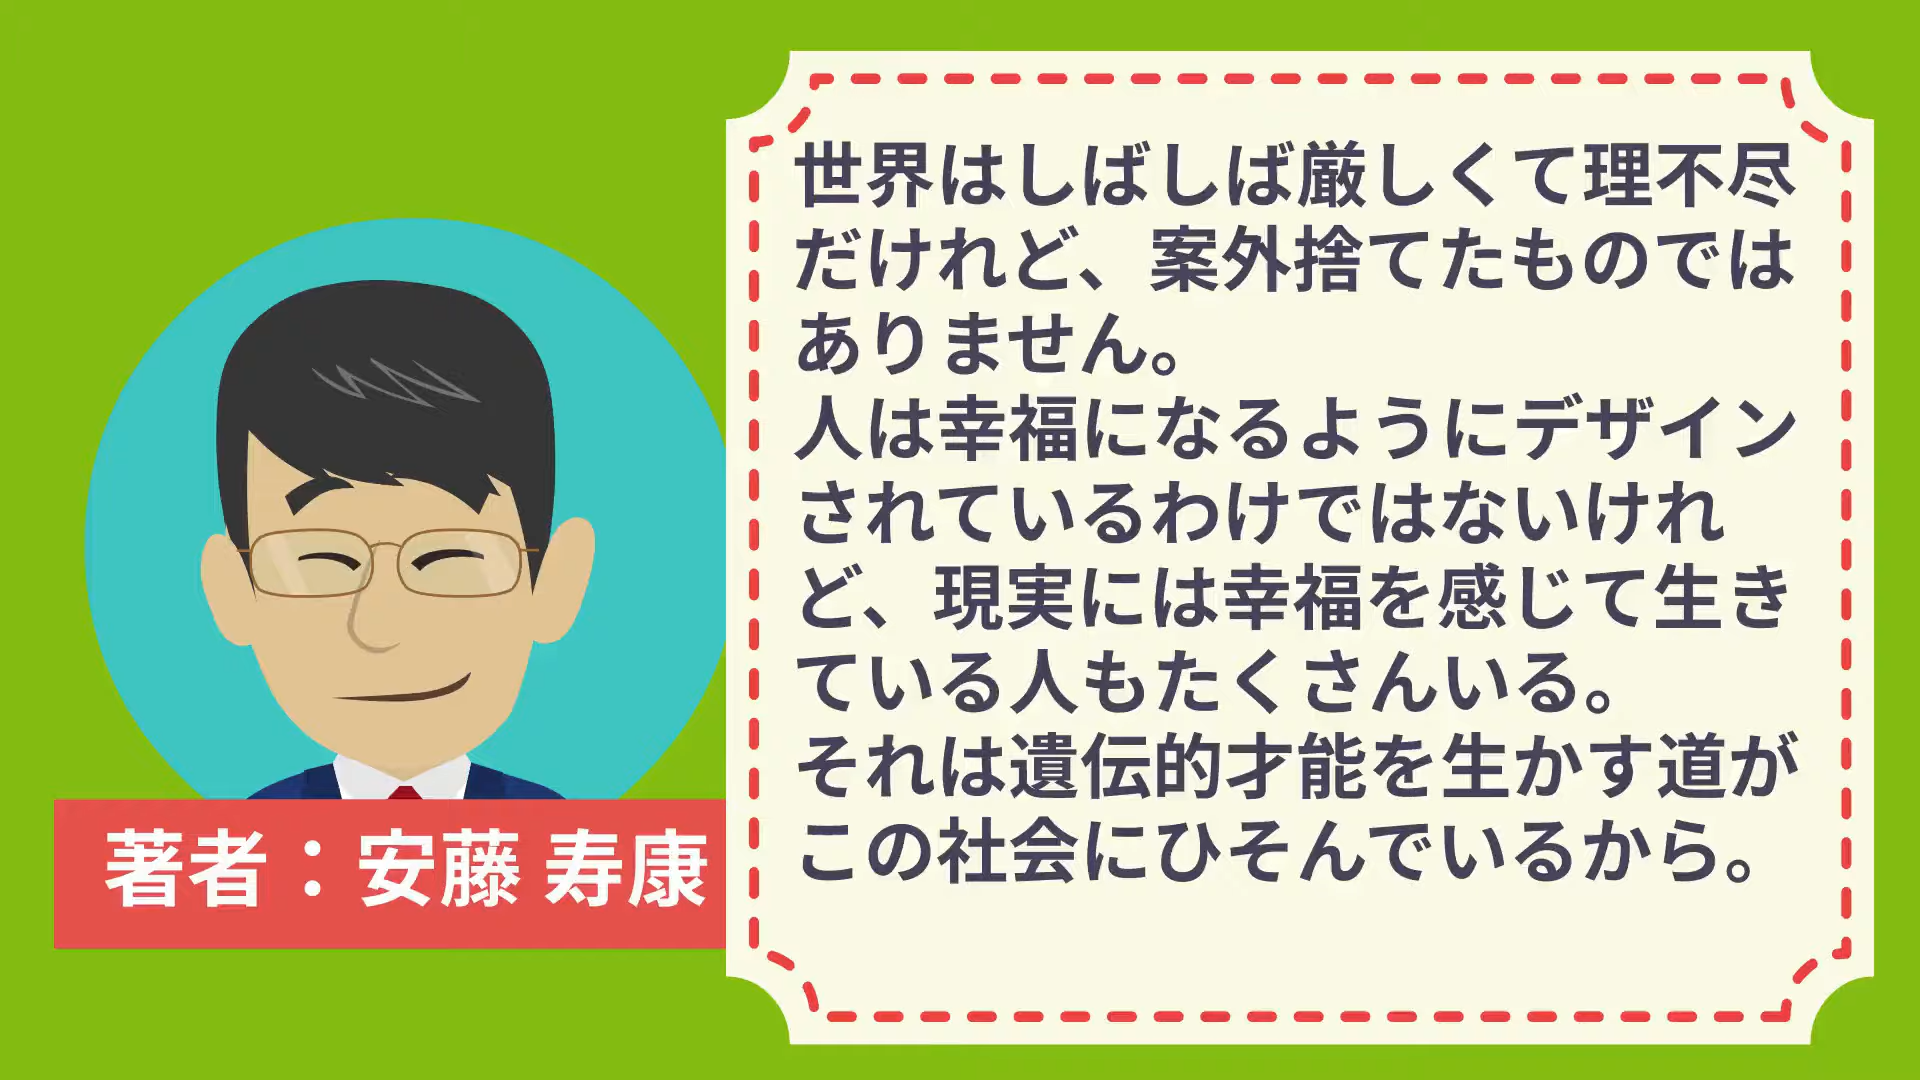 世界はしばしば厳しくて理不尽
だけれど、案外捨てたものでは
ありません。
人は幸福になるようにデザイン
されているわけではないけれ
ど、現実には幸福を感じて生き
ている人もたくさんいる。
それは遺伝的才能を生かす道が
この社会にひそんでいるから。
著者：安藤 寿康